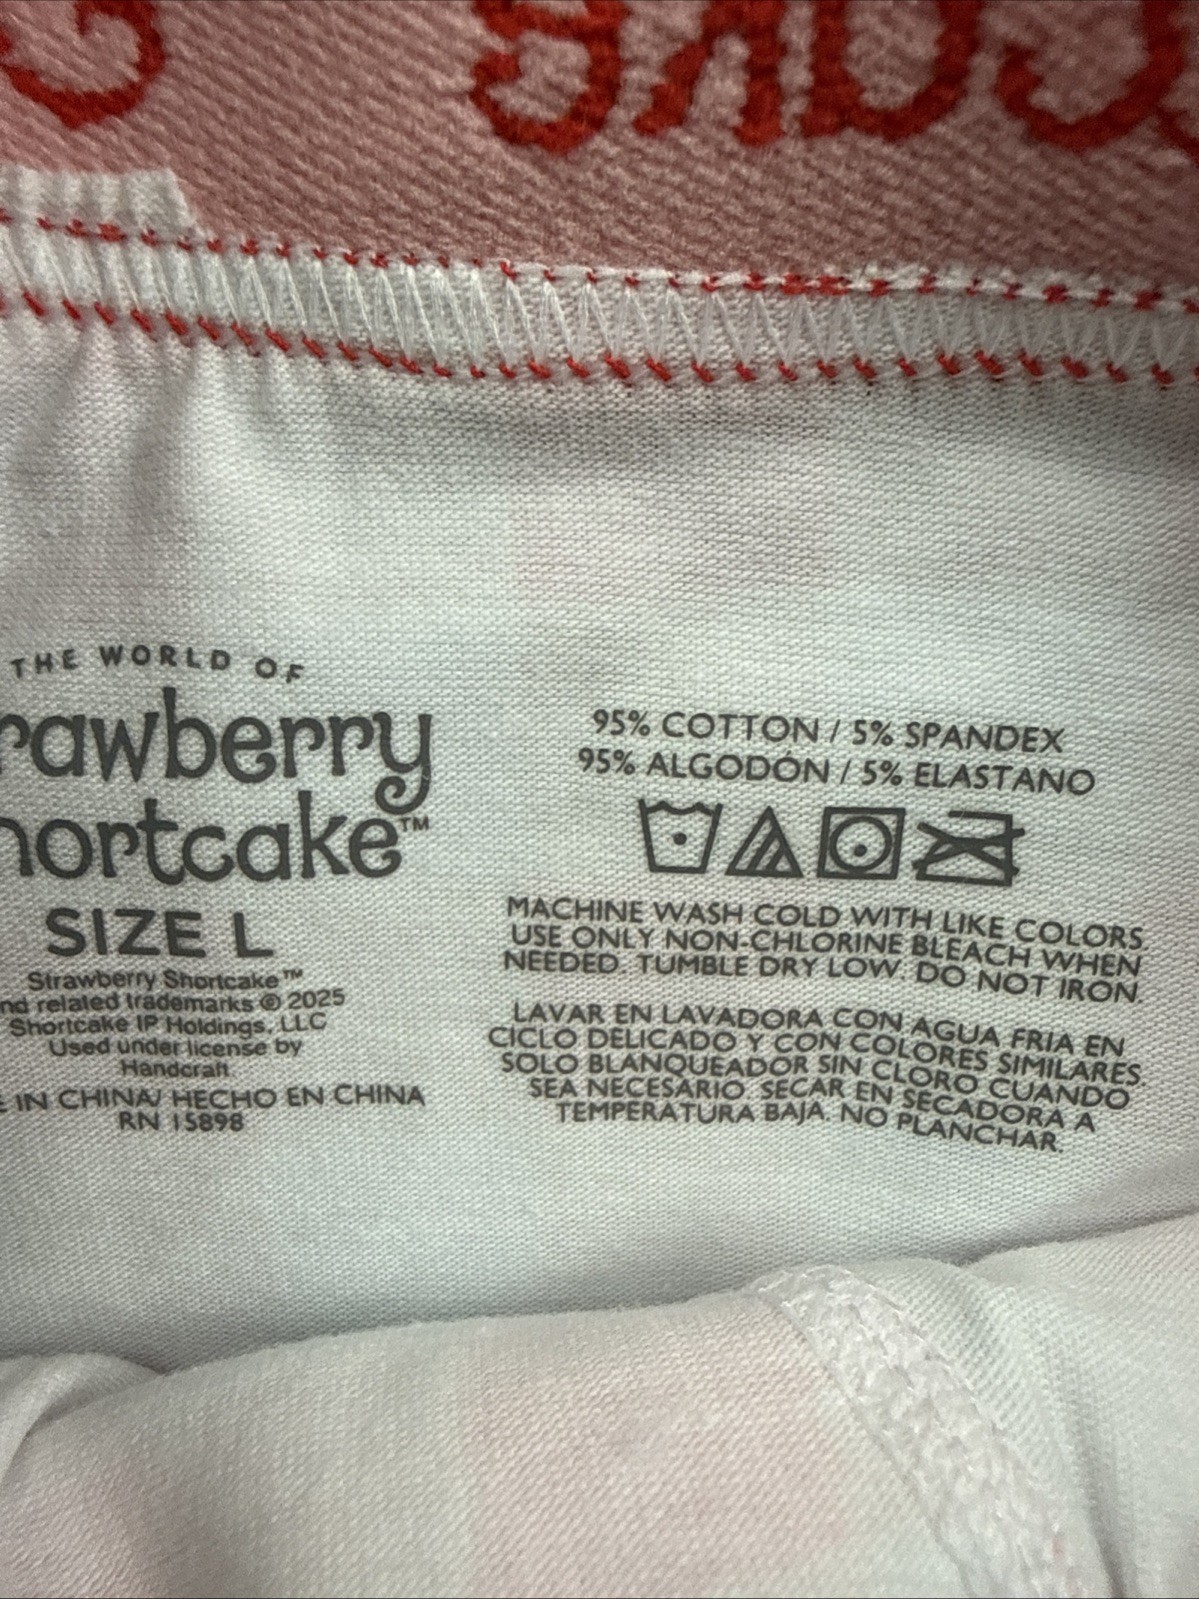 THE WORLD OF
rawberry
hortcake™
SIZE L
Strawberry Shortcake™
nd related trademarks © 2025
Shortcake IP Holdings, LLC
Used under license by
Handcraft
E IN CHINA/ HECHO EN CHINA
RN 15898
95% COTTON / 5% SPANDEX
95% ALGODÓN / 5% ELASTANO
MACHINE WASH COLD WITH LIKE COLORS.
USE ONLY NON-CHLORINE BLEACH WHEN
NEEDED. TUMBLE DRY LOW. DO NOT IRON.
LAVAR EN LAVADORA CON AGUA FRIA EN
CICLO DELICADO Y CON COLORES SIMILARES.
SOLO BLANQUEADOR SIN CLORO CUANDO
SEA NECESARIO. SECAR EN SECADORA A
TEMPERATURA BAJA. NO PLANCHAR.